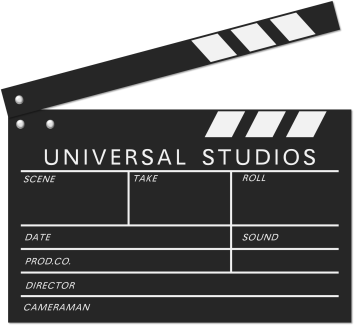 UNIVERSAL STUDIOS
SCENE TAKE ROLL
DATE SOUND
PROD.CO.
DIRECTOR
CAMERAMAN